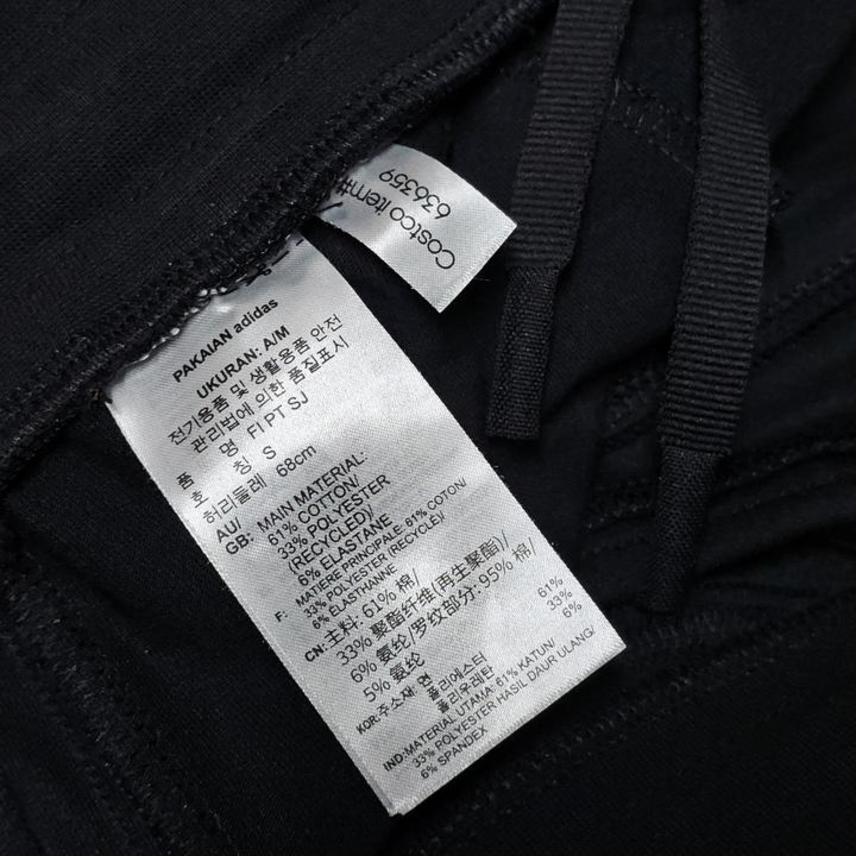 Costco item#
636359
PAKAIAN adidas
UKURAN: A/M
전기용품 및 생활용품 안전
관리법에 의한 품질표시
품 명 FI PT SJ
호 칭 S
허리둘레 68cm
AU/
GB: MAIN MATERIAL:
61% COTTON/
33% POLYESTER
(RECYCLED)/
6% ELASTANE
F: MATIERE PRINCIPALE: 61% COTON/
33% POLYESTER (RECYCLE)/
6% ELASTHANNE
CN: 主料: 61% 棉/
33% 聚酯纤维(再生聚酯)/
6% 氨纶/罗纹部分: 95% 棉/
5% 氨纶
KOR: 주소재: 면 61%
폴리에스터 33%
폴리우레탄 6%
IND: MATERIAL UTAMA: 61% KATUN/
33% POLYESTER HASIL DAUR ULANG/
6% SPANDEX